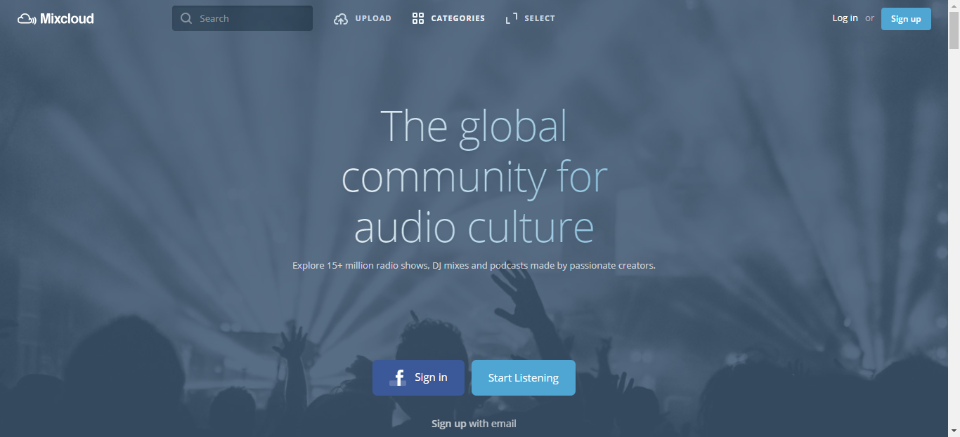 Mixcloud
Search
UPLOAD
CATEGORIES
SELECT
Log in or Sign up
The global
community for
audio culture
Explore 15+ million radio shows, DJ mixes and podcasts made by passionate creators.
f Sign in
Start Listening
Sign up with email